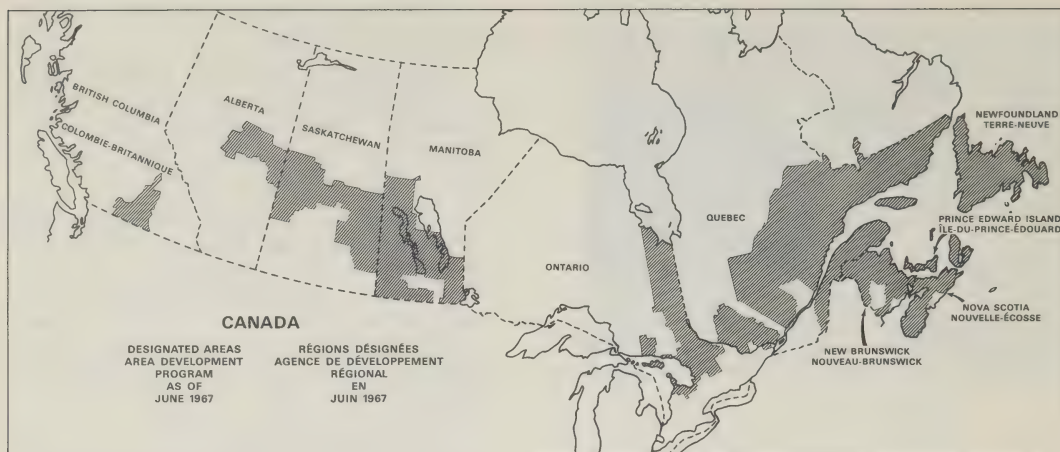 BRITISH COLUMBIA
COLOMBIE-BRITANNIQUE
ALBERTA
SASKATCHEWAN
MANITOBA
ONTARIO
QUEBEC
NEWFOUNDLAND
TERRE-NEUVE
PRINCE EDWARD ISLAND
ÎLE-DU-PRINCE-ÉDOUARD
NOVA SCOTIA
NOUVELLE-ÉCOSSE
NEW BRUNSWICK
NOUVEAU-BRUNSWICK
CANADA
DESIGNATED AREAS
AREA DEVELOPMENT
PROGRAM
AS OF
JUNE 1967
RÉGIONS DÉSIGNÉES
AGENCE DE DÉVELOPPEMENT
RÉGIONAL
EN
JUIN 1967